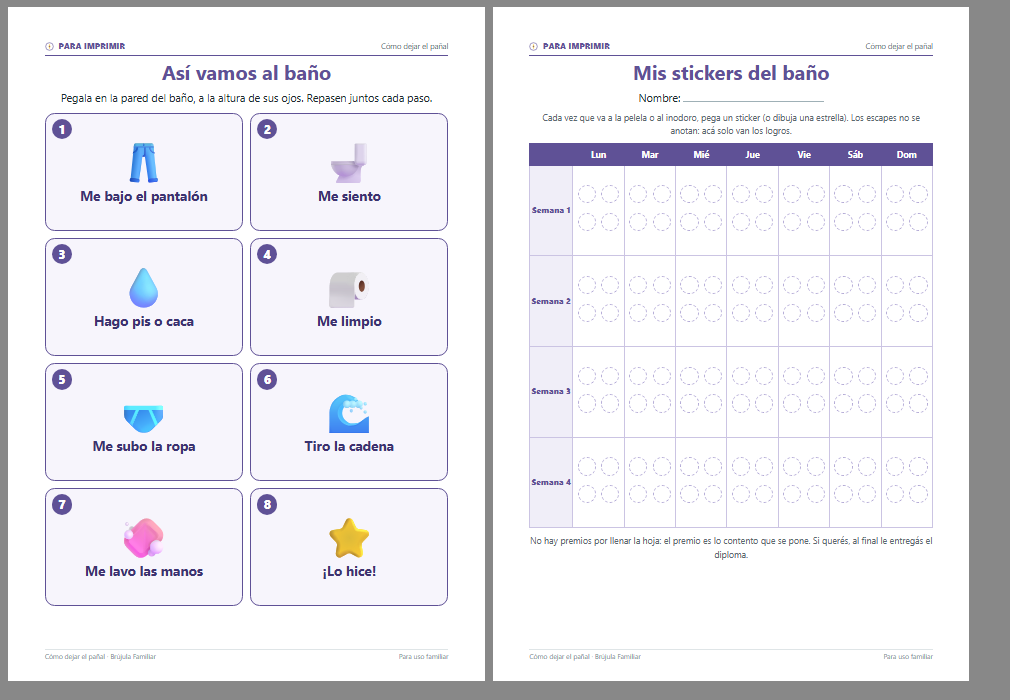 PARA IMPRIMIR
Cómo dejar el pañal
Así vamos al baño
Pegala en la pared del baño, a la altura de sus ojos. Repasen juntos cada paso.
1
Me bajo el pantalón
2
Me siento
3
Hago pis o caca
4
Me limpio
5
Me subo la ropa
6
Tiro la cadena
7
Me lavo las manos
8
¡Lo hice!
Cómo dejar el pañal · Brújula Familiar
Para uso familiar
PARA IMPRIMIR
Cómo dejar el pañal
Mis stickers del baño
Nombre:
Cada vez que va a la pelela o al inodoro, pega un sticker (o dibuja una estrella). Los escapes no se
anotan: acá solo van los logros.
Lun Mar Mié Jue Vie Sáb Dom
Semana 1
Semana 2
Semana 3
Semana 4
No hay premios por llenar la hoja: el premio es lo contento que se pone. Si querés, al final le entregás el
diploma.
Cómo dejar el pañal · Brújula Familiar
Para uso familiar